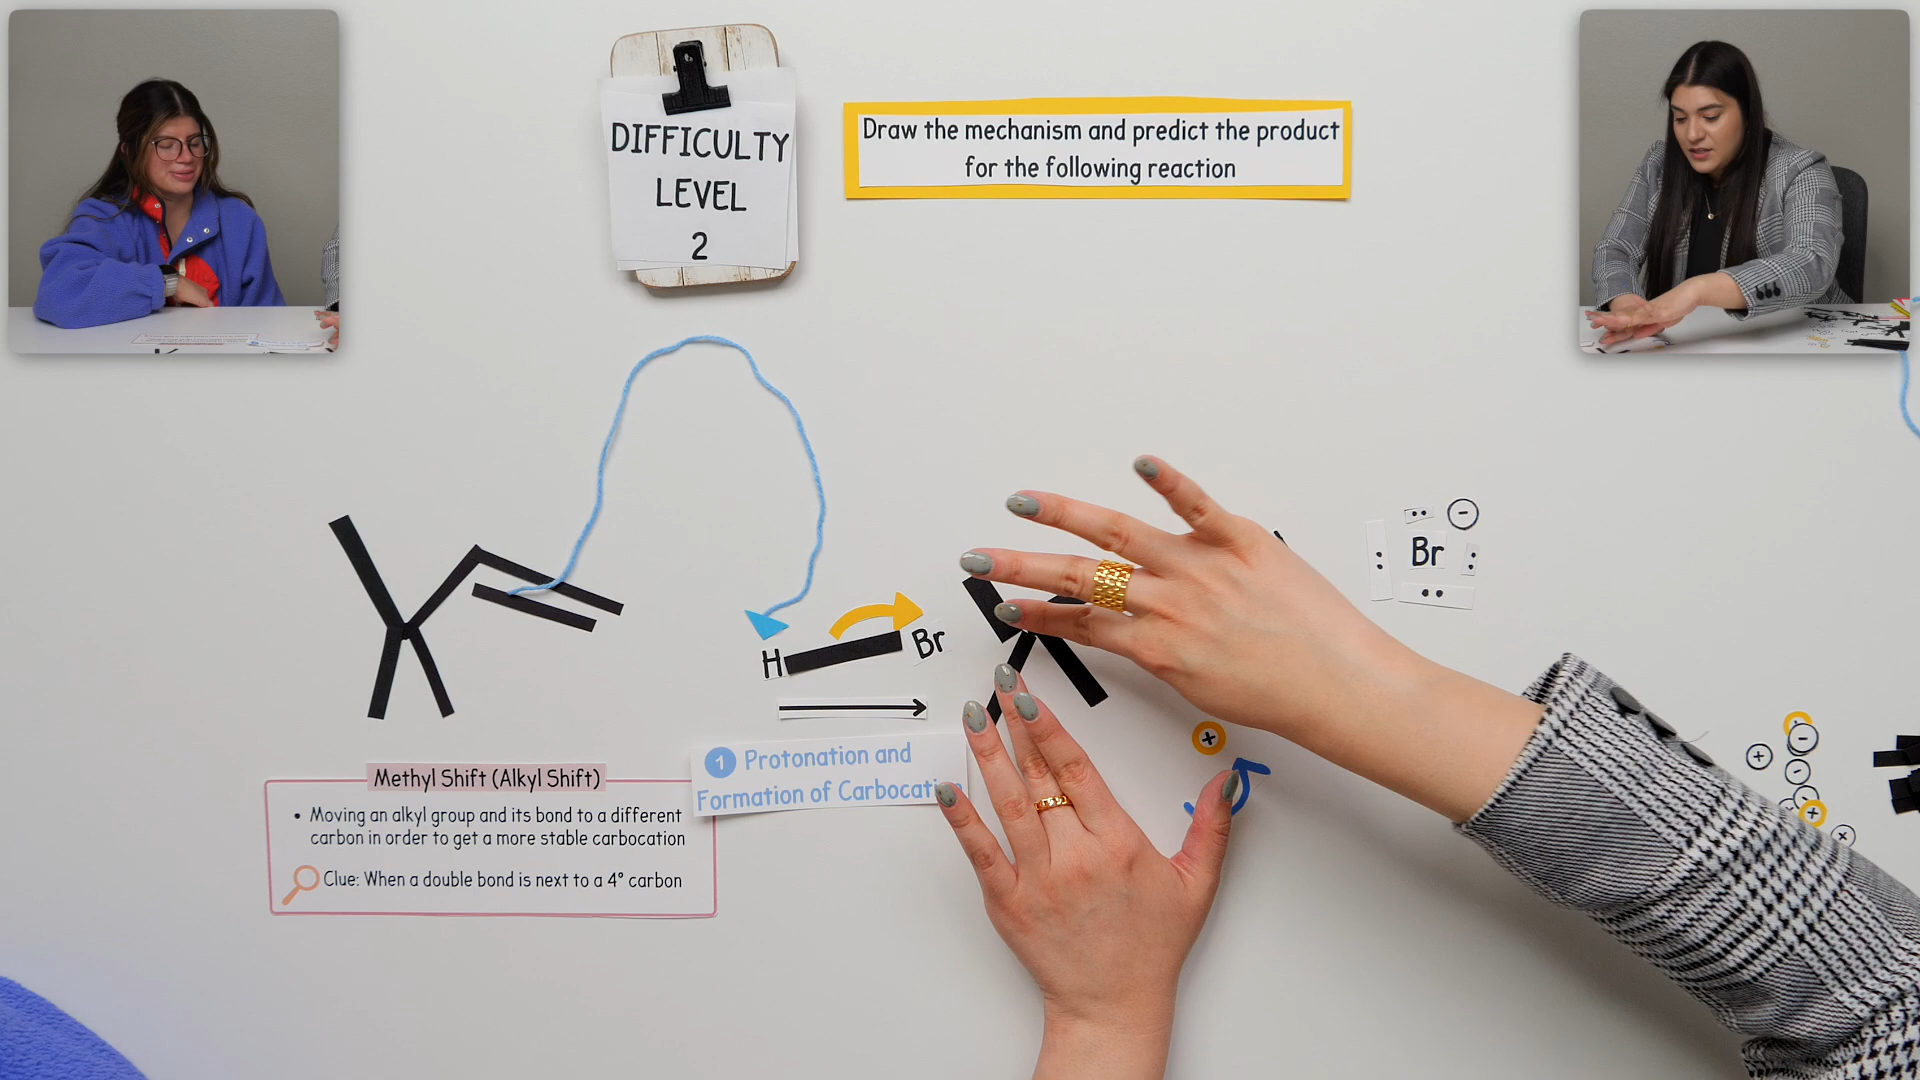 DIFFICULTY
LEVEL
2
Draw the mechanism and predict the product
for the following reaction
H
Br
Br
1 Protonation and
Formation of
Methyl Shift (Alkyl Shift)
• Moving an alkyl group and its bond to a different
carbon in order to get a more stable carbocation
Clue: When a double bond is next to a 4° carbon